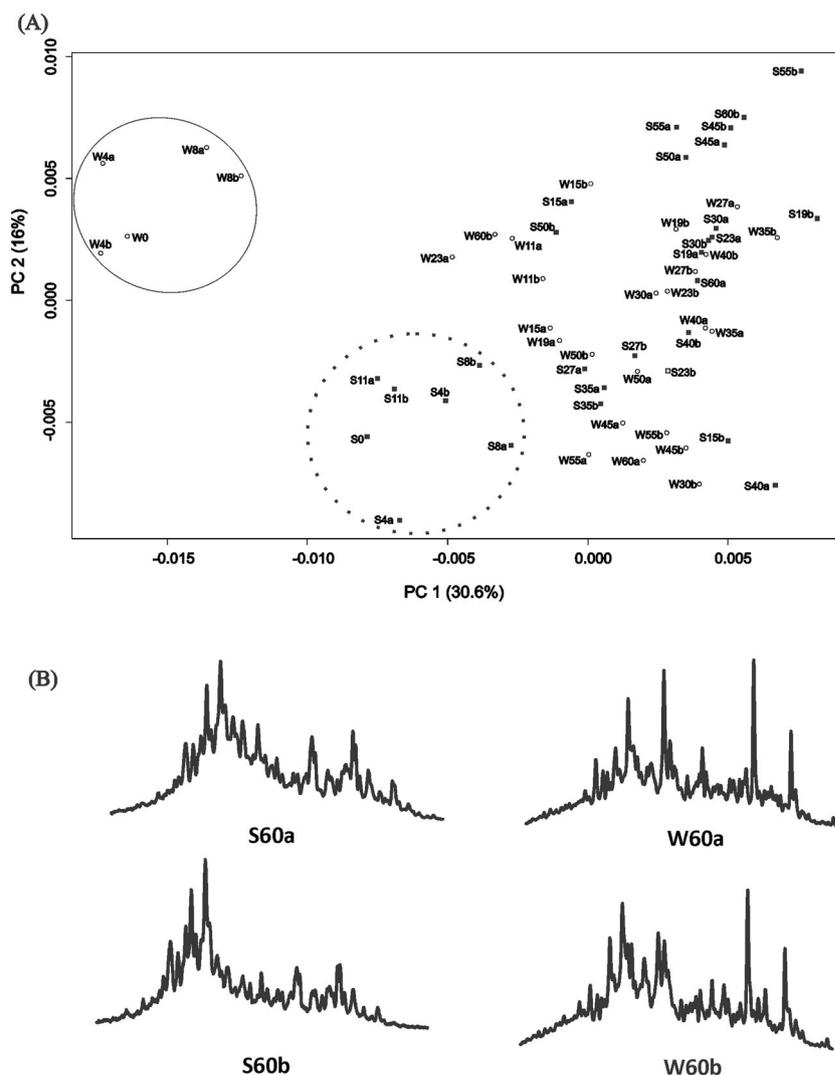 (A)
0.010
0.005
0.000
-0.005
PC 2 (16%)
S55b
S60b
S55a
S45b
S45a
S50a
W4a
W8a
W8b
W0
W4b
W15b
S15a
W27a
S19b
S50b
W19b
S30a
W60b
W11a
S30b
S23a
W35b
W23a
S19a
W40b
W27b
W11b
S60a
W30a
W23b
W15a
W40a
W35a
W19a
S40b
W50b
S27b
S8b
S27a
W50a
S23b
S11a
S11b
S4b
S35a
S35b
W45a
S0
W55b
S15b
S8a
W45b
W55a
W60a
W30b
S40a
S4a
-0.015
-0.010
-0.005
0.000
0.005
PC 1 (30.6%)
(B)
S60a
W60a
S60b
W60b